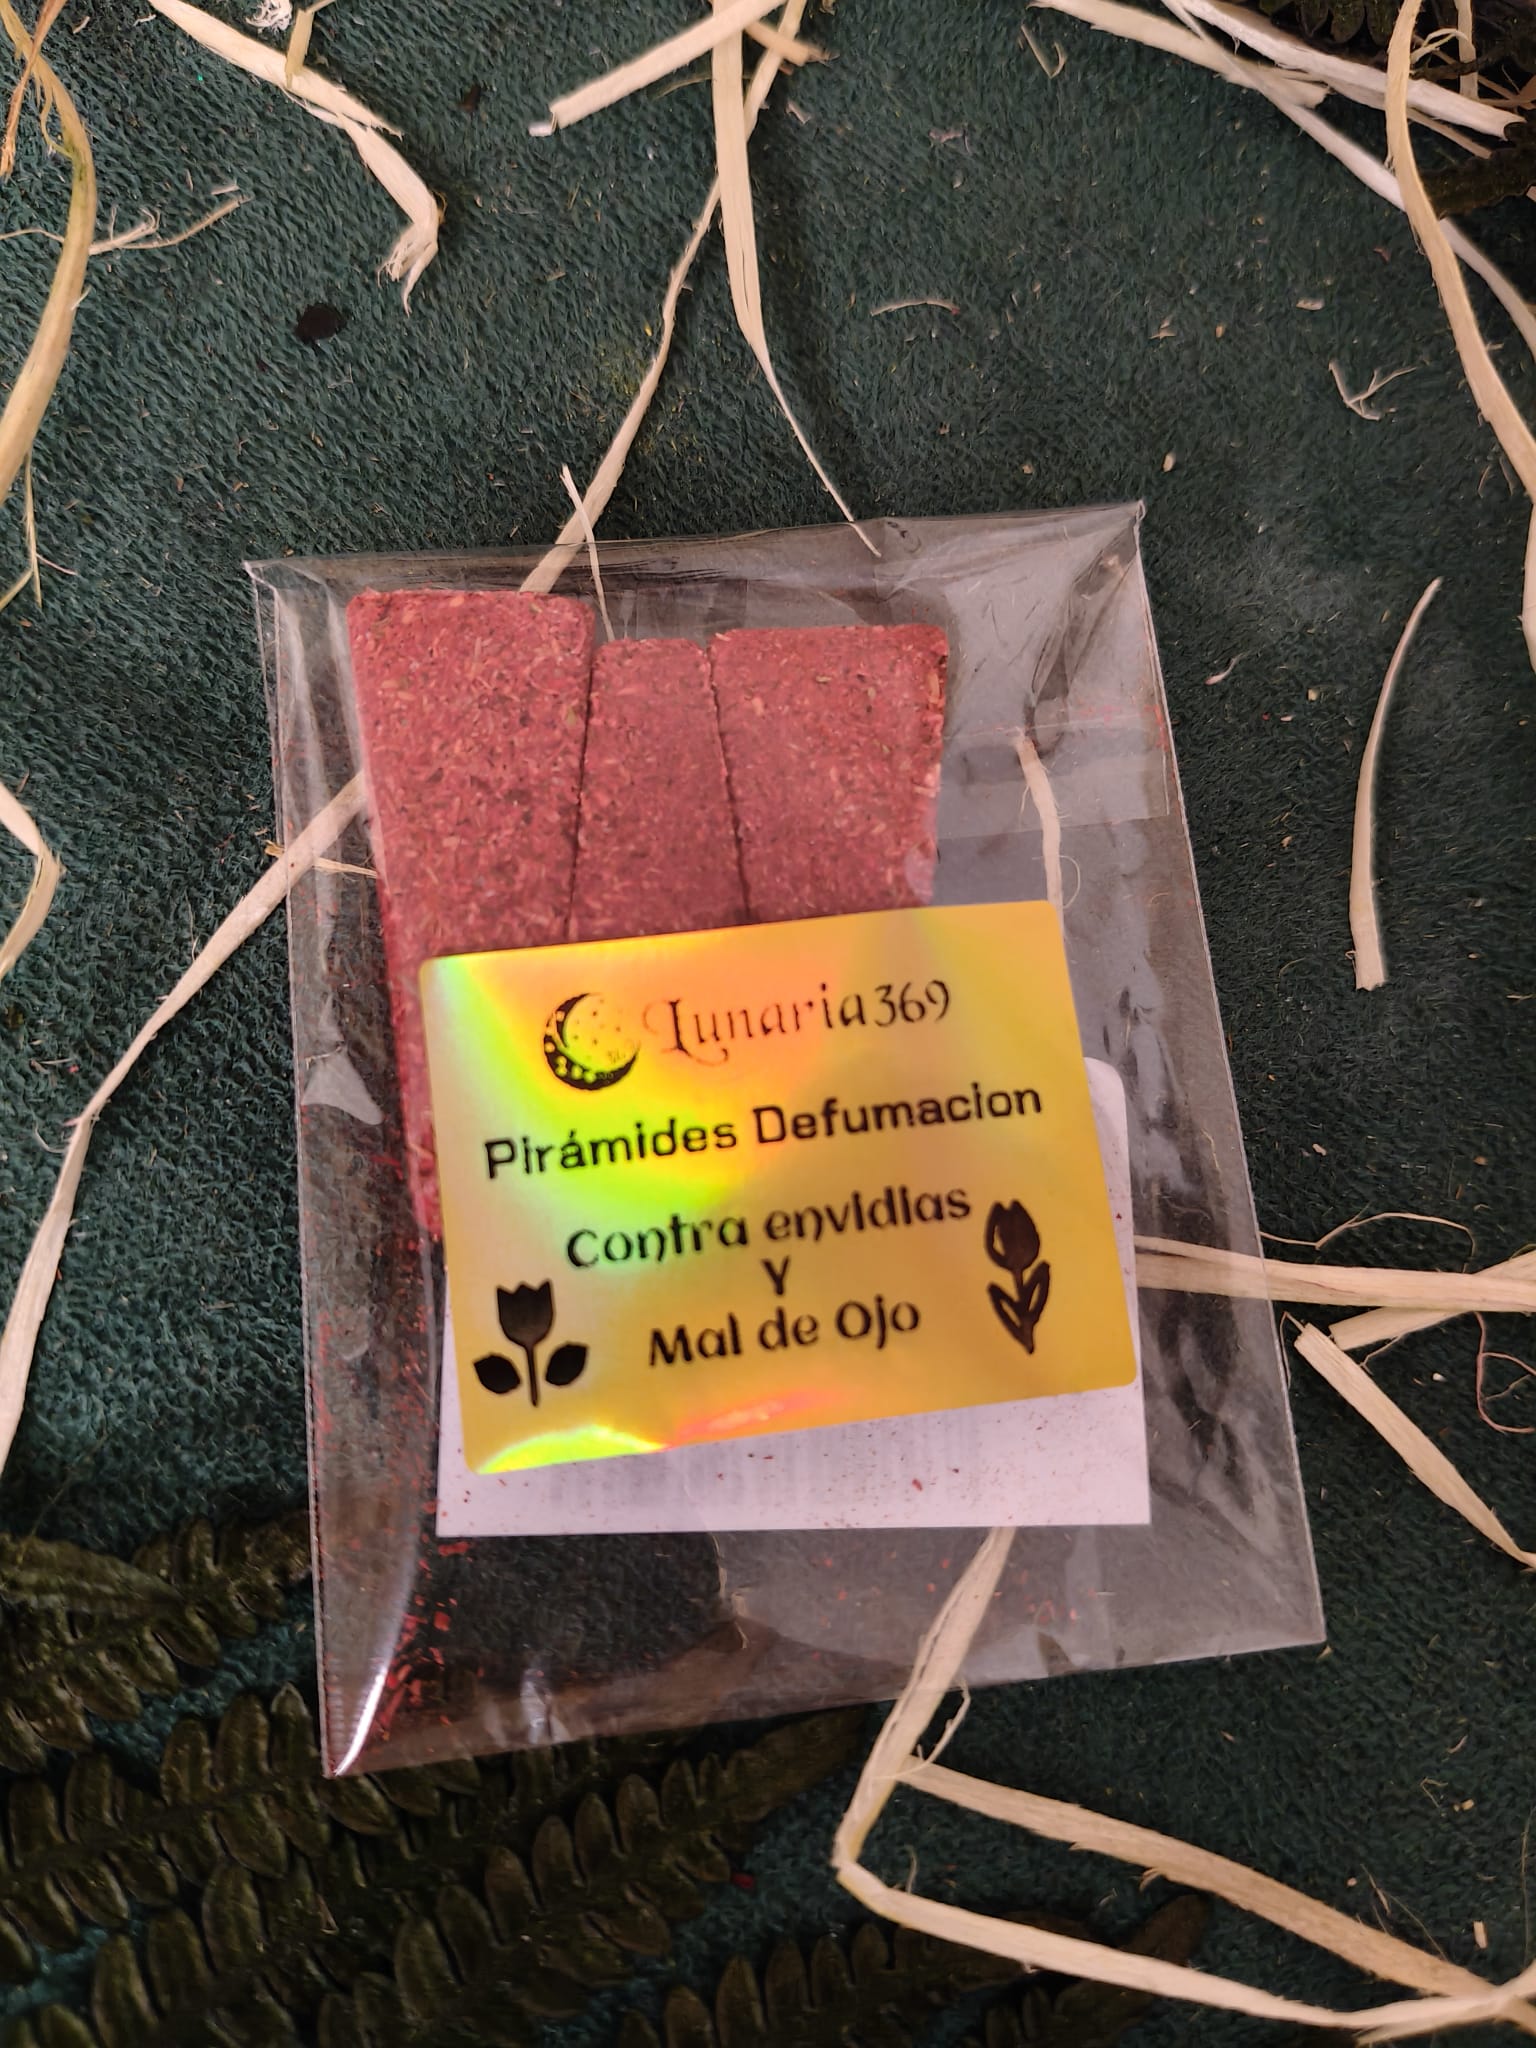 Lunaria369
Pirámides Defumacion
Contra envidias
Y
Mal de Ojo